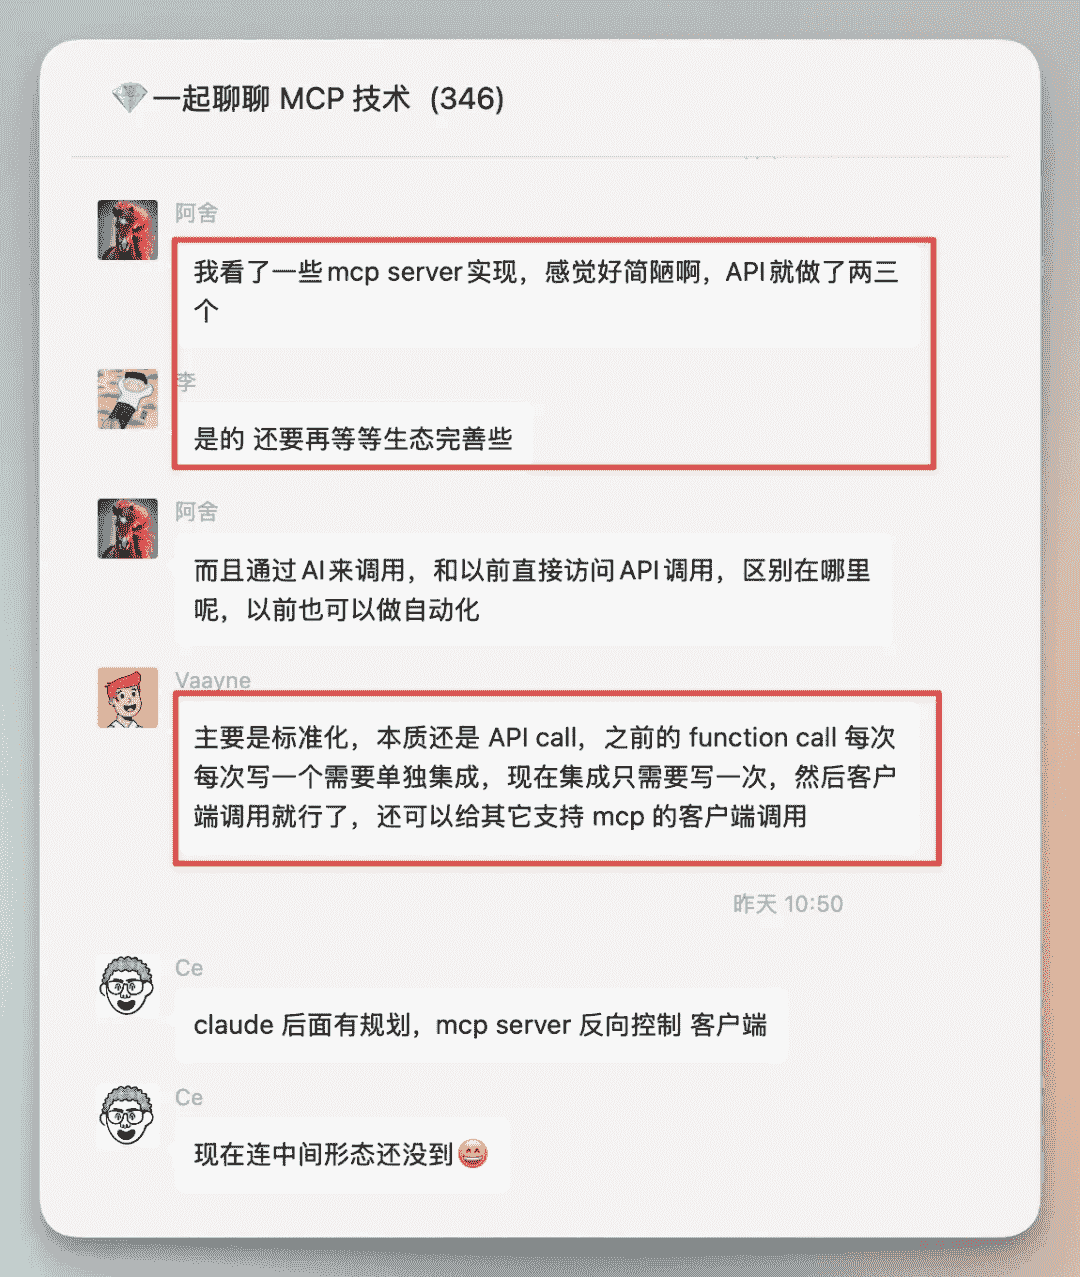 💎一起聊聊 MCP 技术 (346)
阿舍
我看了一些mcp server实现，感觉好简陋啊，API就做了两三
个
李
是的 还要再等等生态完善些
阿舍
而且通过AI来调用，和以前直接访问API调用，区别在哪里
呢，以前也可以做自动化
Vaayne
主要是标准化，本质还是 API call，之前的 function call 每次
每次写一个需要单独集成，现在集成只需要写一次，然后客户
端调用就行了，还可以给其它支持 mcp 的客户端调用
昨天 10:50
Ce
claude 后面有规划，mcp server 反向控制 客户端
Ce
现在连中间形态还没到😄